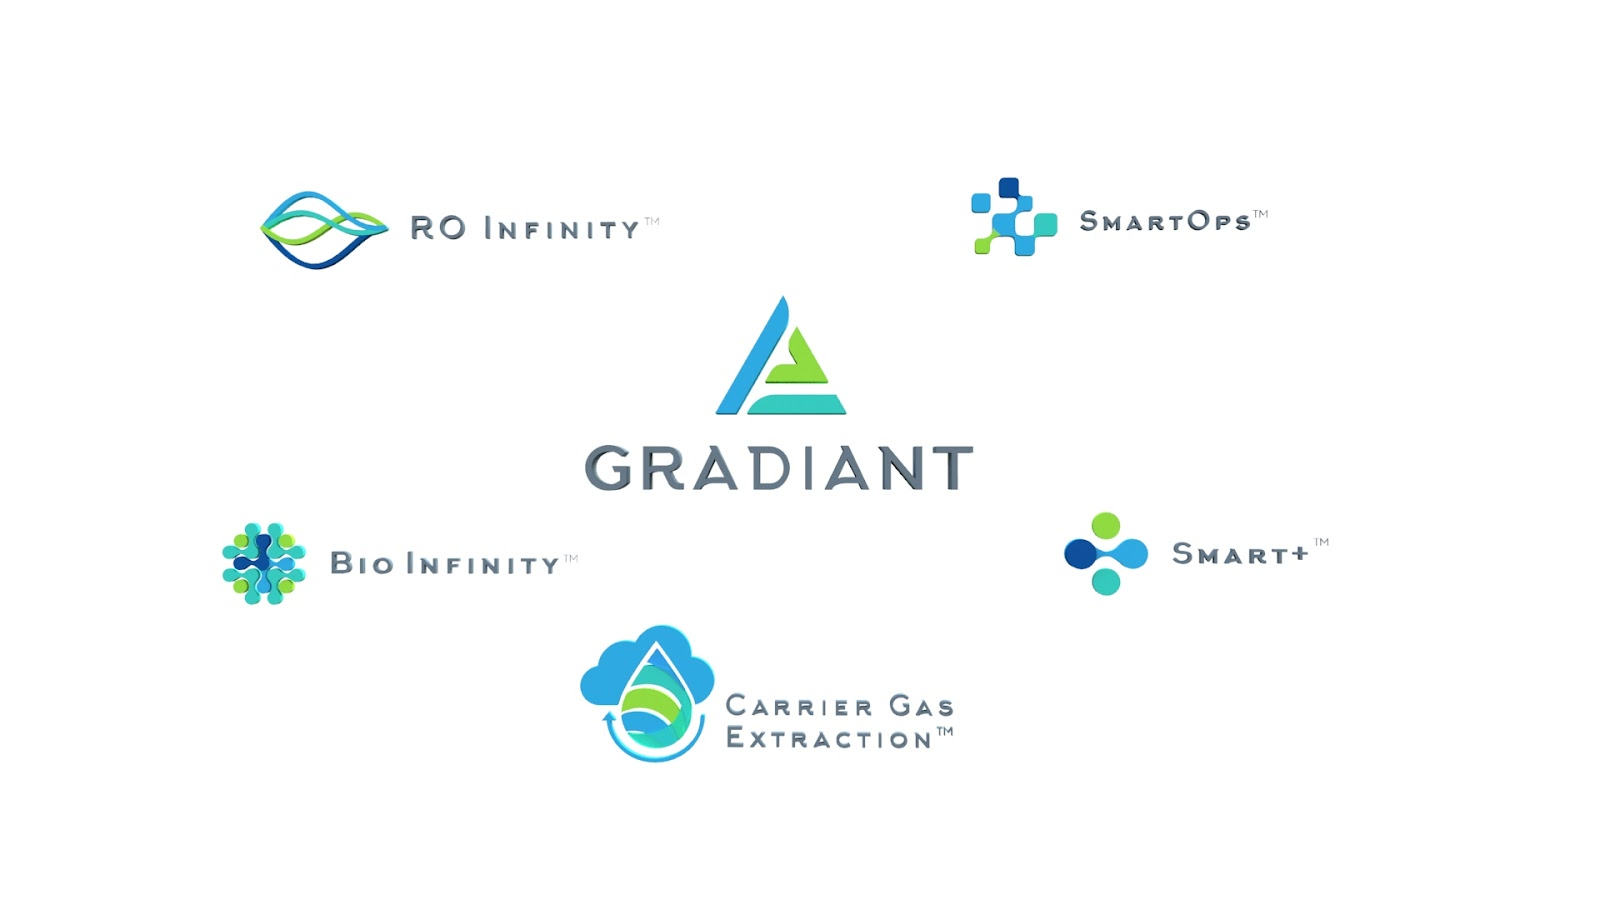 RO INFINITY™
SMARTOPS™
GRADIANT
BIO INFINITY™
SMART+™
CARRIER GAS
EXTRACTION™